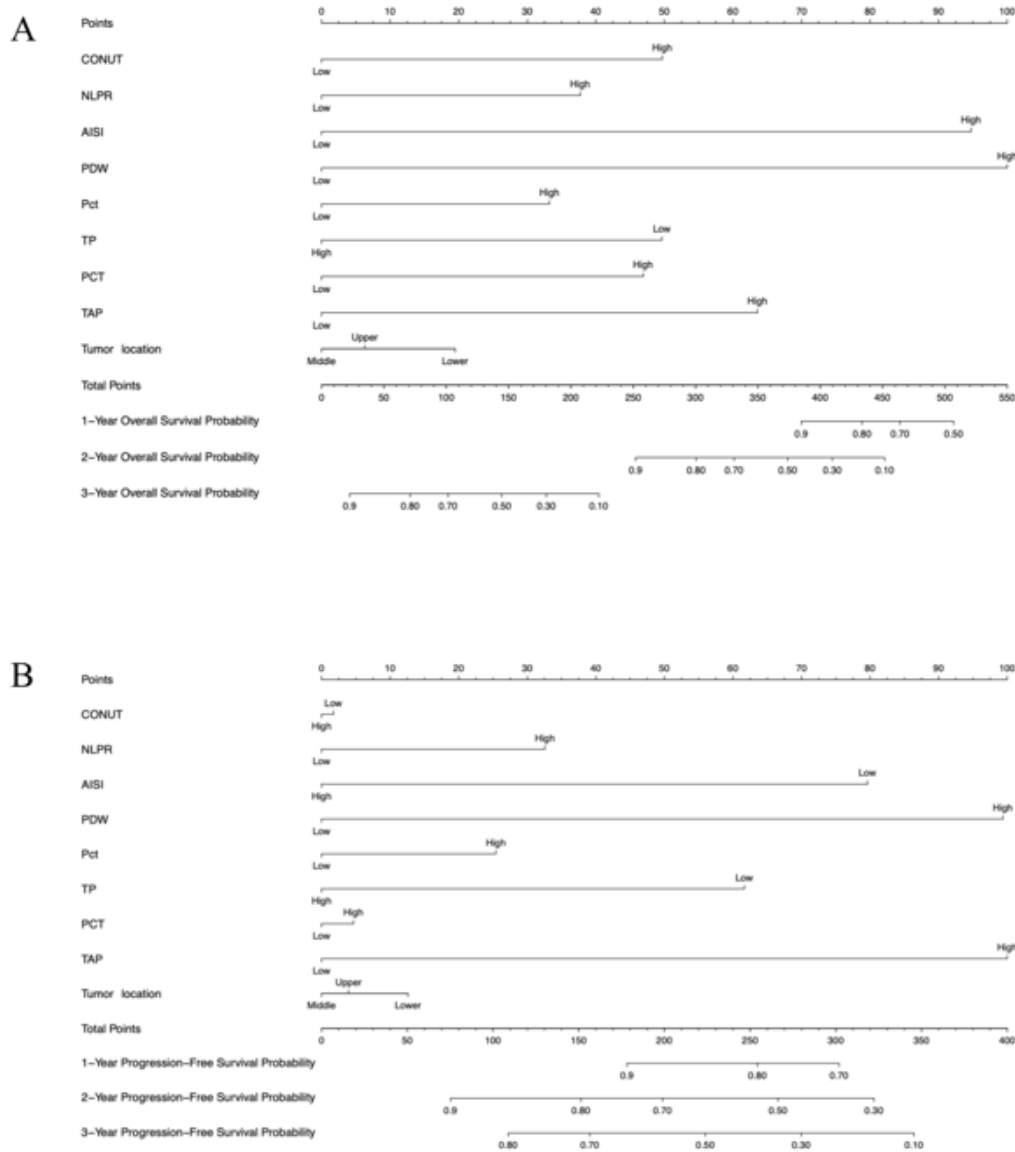 A
Points 0 10 20 30 40 50 60 70 80 90 100
High
CONUT
Low
High
NLPR
Low
High
AISI
Low
High
PDW
Low
High
Pct
Low
Low
TP
High
High
PCT
Low
High
TAP
Low
Upper
Tumor location
Middle Lower
Total Points
0 50 100 150 200 250 300 350 400 450 500 550
1-Year Overall Survival Probability
0.9 0.80 0.70 0.50
2-Year Overall Survival Probability
0.9 0.80 0.70 0.50 0.30 0.10
3-Year Overall Survival Probability
0.9 0.80 0.70 0.50 0.30 0.10
B
Points 0 10 20 30 40 50 60 70 80 90 100
Low
CONUT
High
High
NLPR
Low
Low
AISI
High
High
PDW
Low
High
Pct
Low
Low
TP
High
High
PCT
Low
High
TAP
Low
Upper
Tumor location
Middle Lower
Total Points
0 50 100 150 200 250 300 350 400
1-Year Progression-Free Survival Probability
0.9 0.80 0.70
2-Year Progression-Free Survival Probability
0.9 0.80 0.70 0.50 0.30
3-Year Progression-Free Survival Probability
0.80 0.70 0.50 0.30 0.10